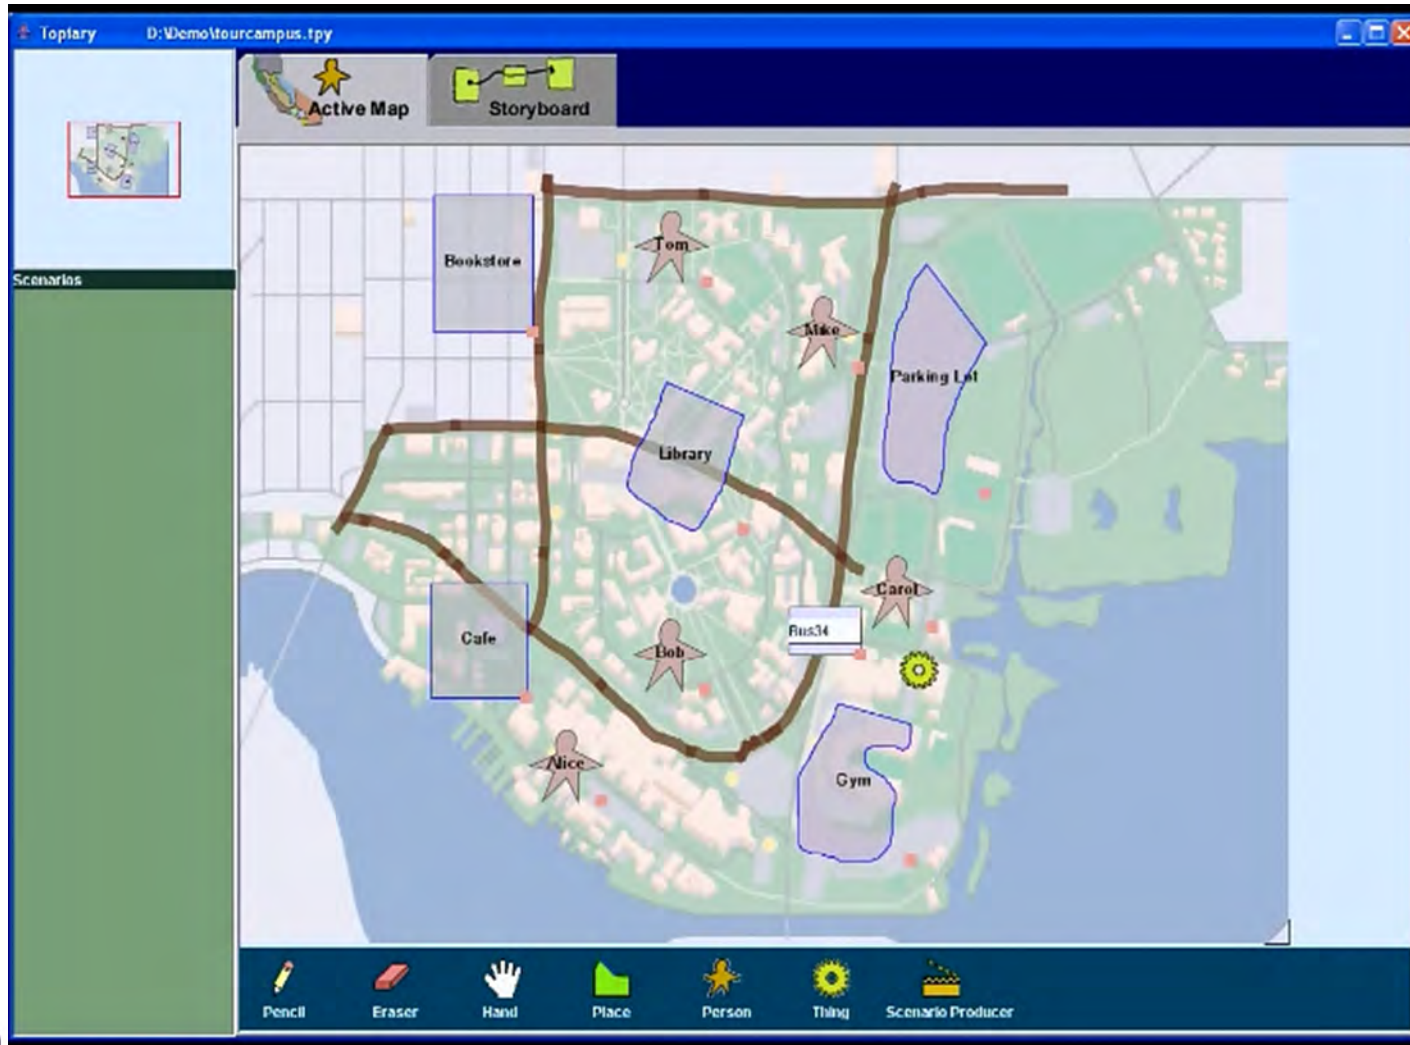 Topiary D:\Demo\tourcampus.tpy
Active Map
Storyboard
Scenarios
Tom
Bookstore
Mike
Parking Lot
Library
Carol
Bus34
Cafe
Bob
Alice
Gym
Pencil Eraser Hand Place Person Thing Scenario Producer